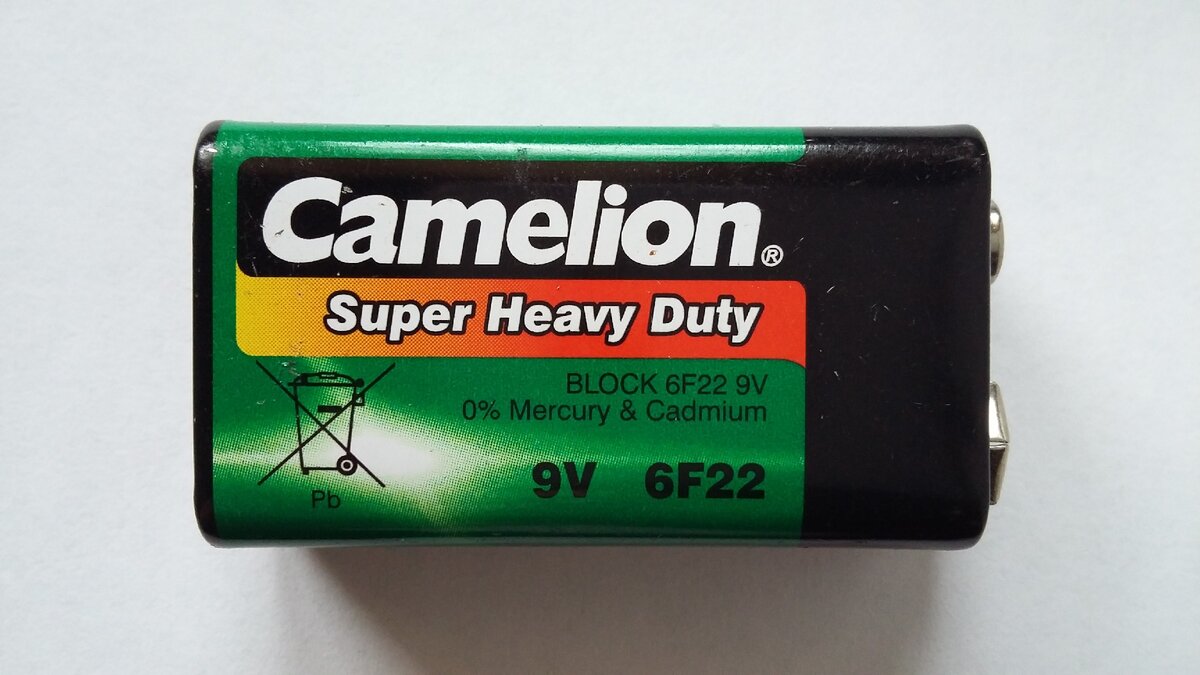 Camelion®
Super Heavy Duty
BLOCK 6F22 9V
0% Mercury & Cadmium
9V 6F22
Pb